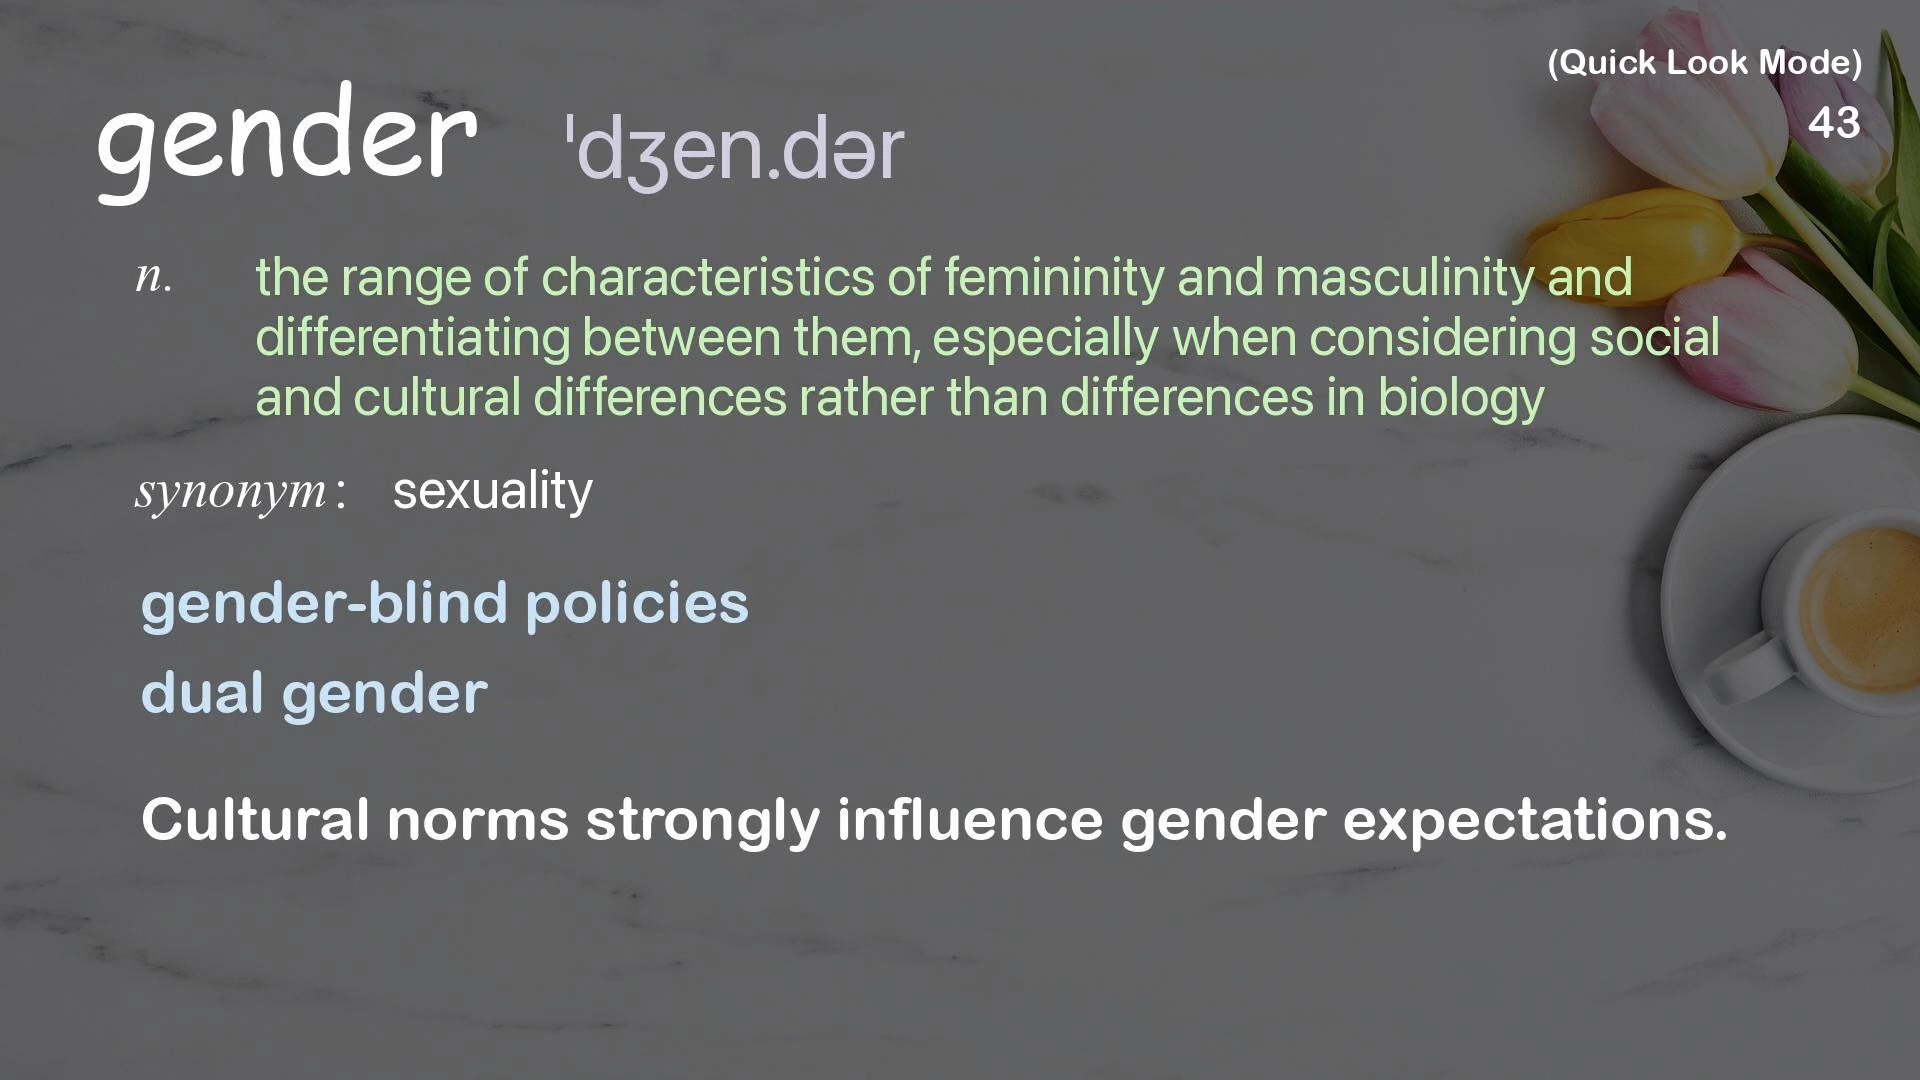 (Quick Look Mode)
gender ˈdʒen.dər
43
n. the range of characteristics of femininity and masculinity and
differentiating between them, especially when considering social
and cultural differences rather than differences in biology
synonym: sexuality
gender-blind policies
dual gender
Cultural norms strongly influence gender expectations.